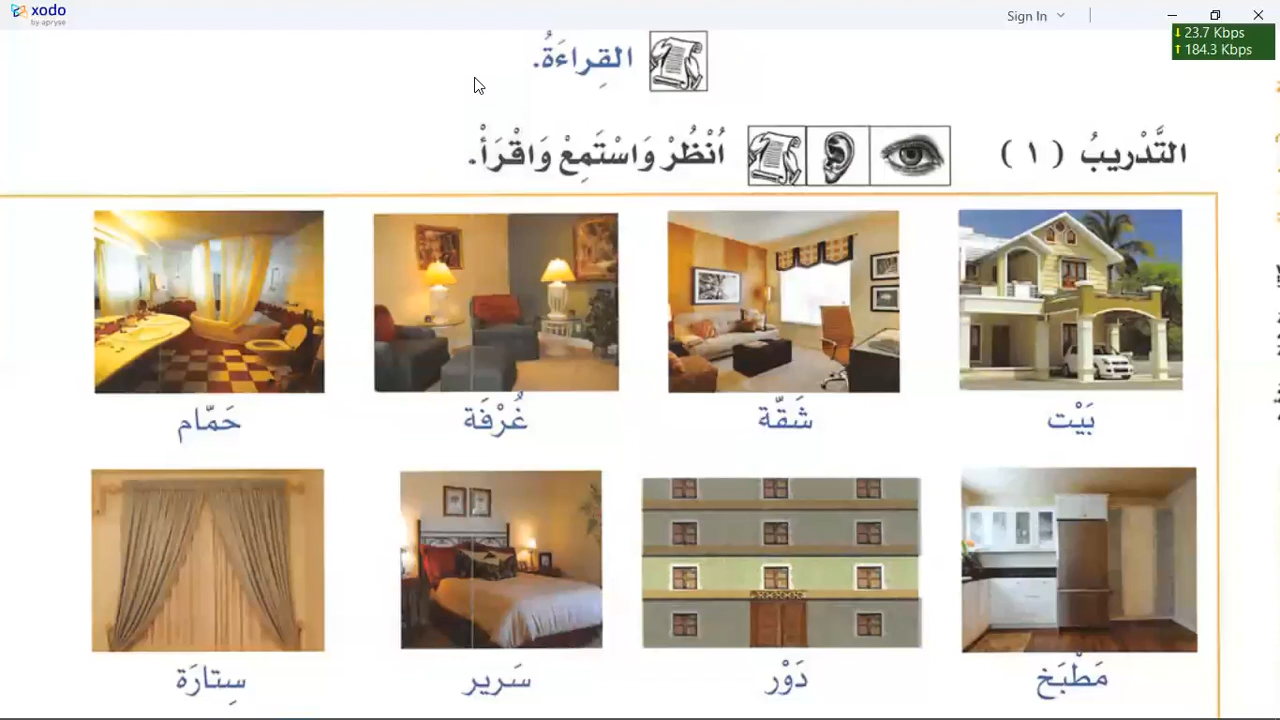 xodo
by apryse
Sign In
↓ 23.7 Kbps
↑ 184.3 Kbps
القِراءَةُ.
التَّدْرِيبُ (١) اُنْظُرْ وَاسْتَمِعْ وَاقْرَأْ.
بَيْت شَقّة غُرْفَة حَمّام
مَطْبَخ دَوْر سَرير سِتارَة